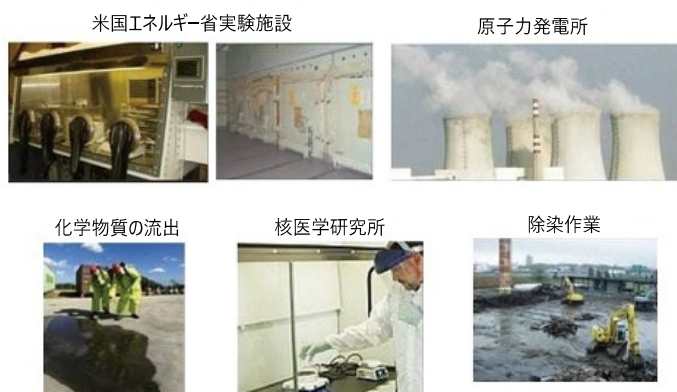 米国エネルギー省実験施設
原子力発電所
化学物質の流出
核医学研究所
除染作業